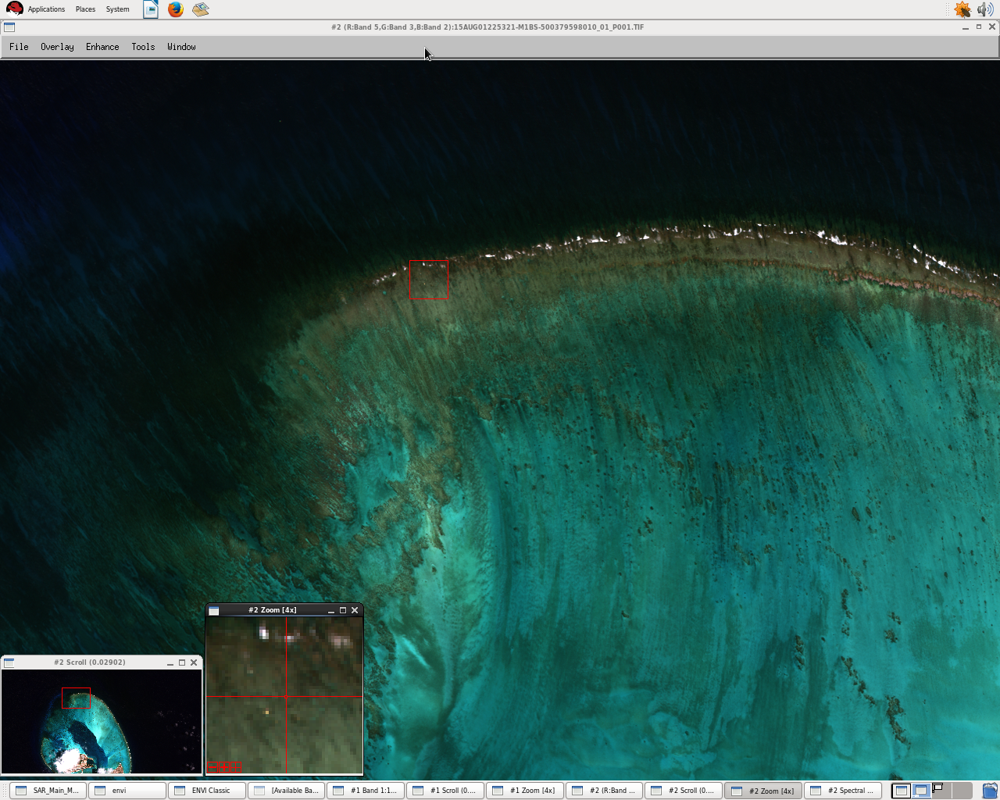 Applications Places System
#2 (R:Band 5,G:Band 3,B:Band 2):15AUG01225321-M1BS-500379598010_01_P001.TIF
File Overlay Enhance Tools Window
#2 Zoom [4x]
#2 Scroll (0.02902)
SAR_Main_M... envi ENVI Classic [Available Ba... #1 Band 1:1... #1 Scroll (0.... #1 Zoom [4x] #2 (R:Band ... #2 Scroll (0.... #2 Zoom [4x] #2 Spectral ...